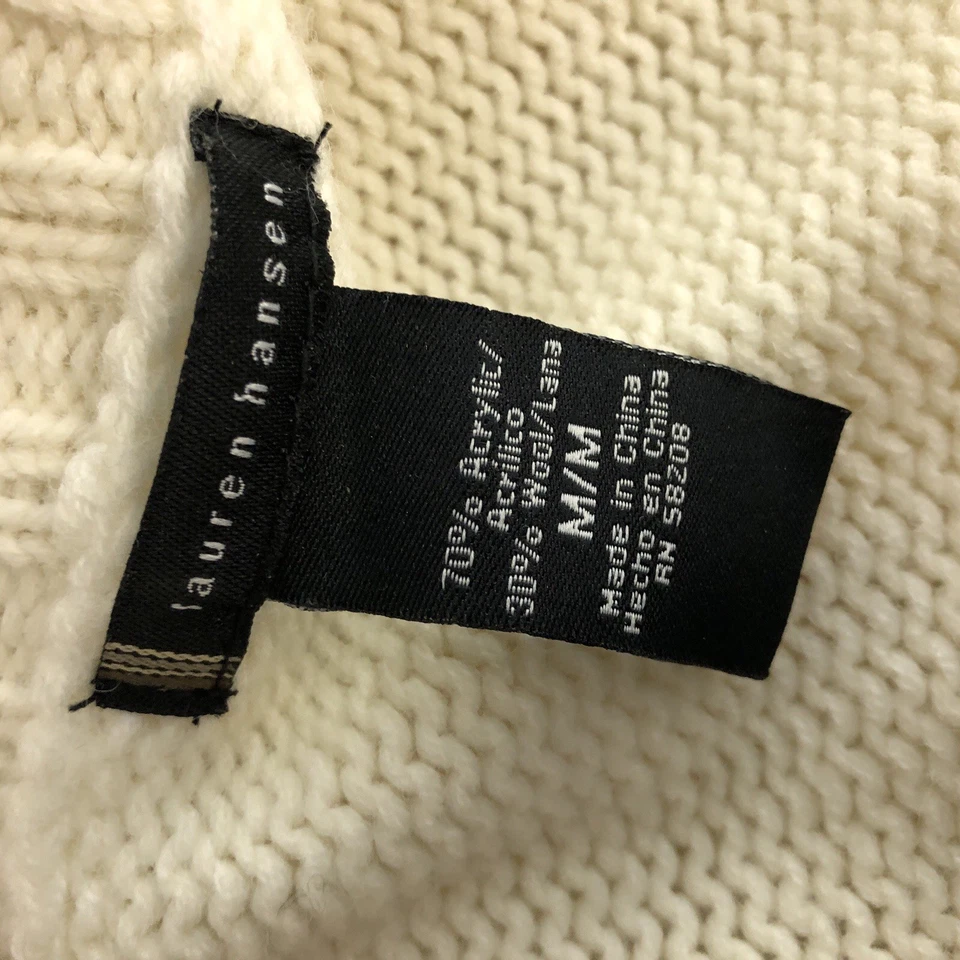 lauren hansen
70% Acrylic/
Acrilico
30% Wool/Lana
M/M
Made in China
Hecho en China
RN 58208